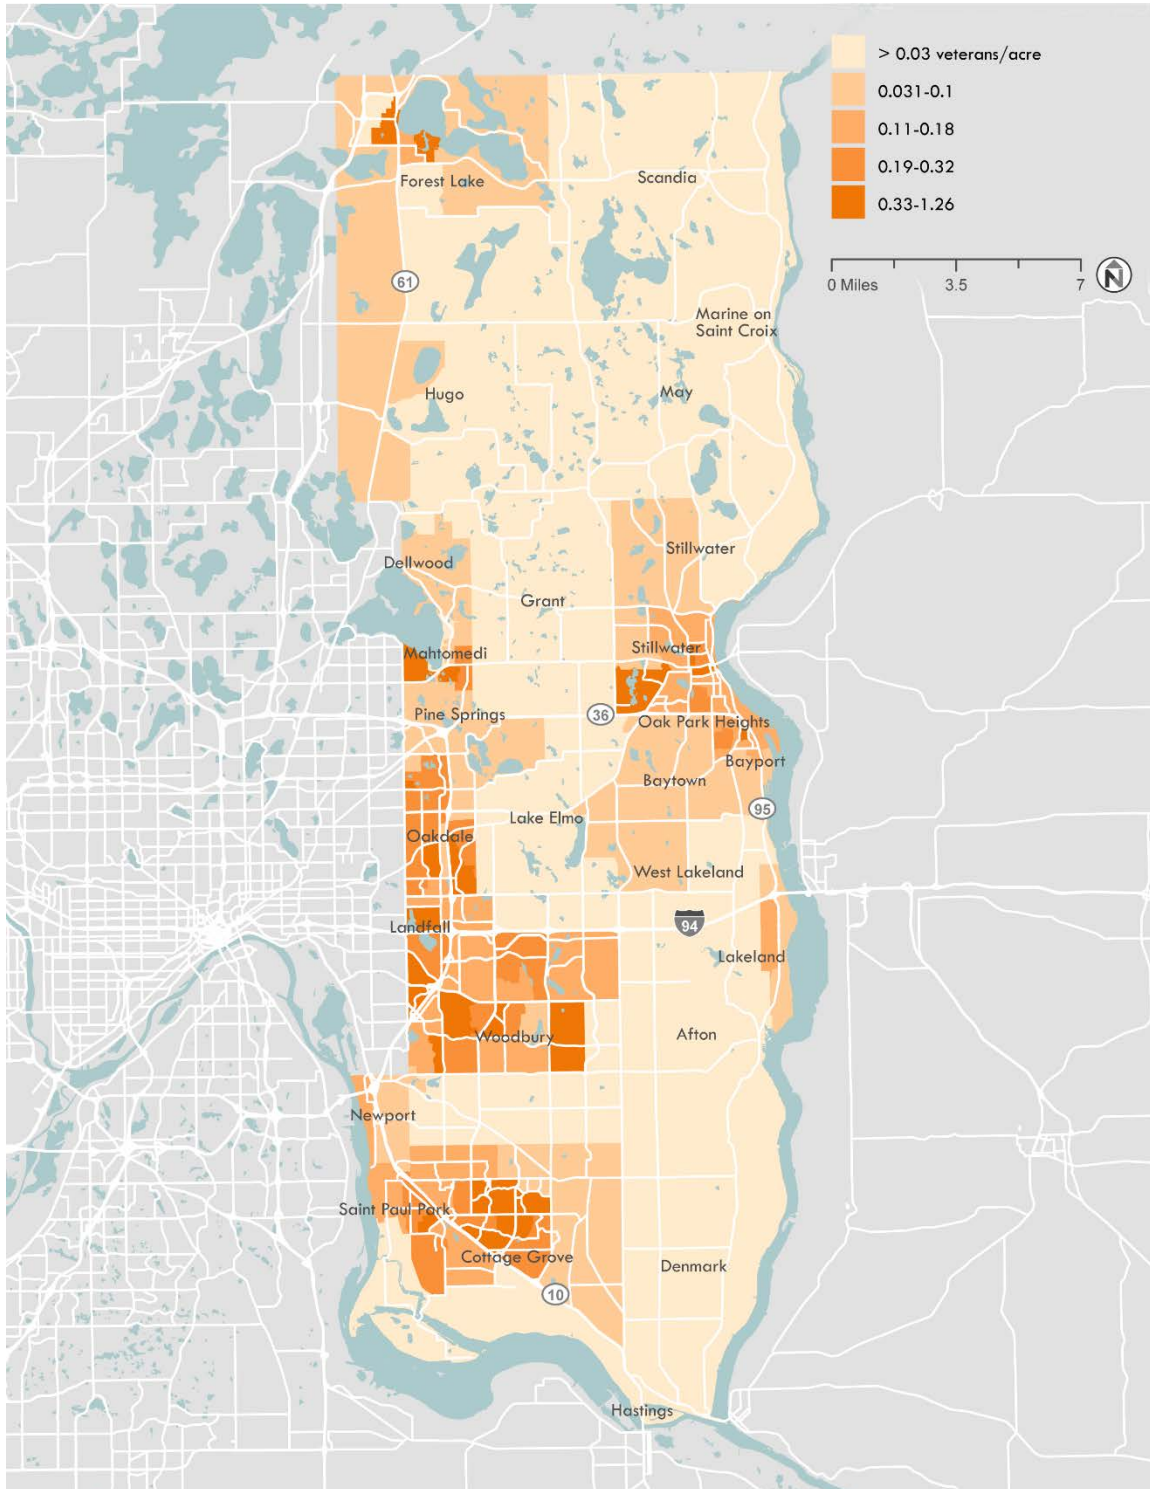 > 0.03 veterans/acre
0.031-0.1
0.11-0.18
0.19-0.32
0.33-1.26
0 Miles 3.5 7
N
Forest Lake
Scandia
61
Marine on
Saint Croix
Hugo
May
Stillwater
Dellwood
Grant
Stillwater
Mahtomedi
Pine Springs
36
Oak Park Heights
Bayport
Baytown
95
Lake Elmo
Oakdale
West Lakeland
94
Landfall
Lakeland
Woodbury
Afton
Newport
Saint Paul Park
Cottage Grove
Denmark
10
Hastings